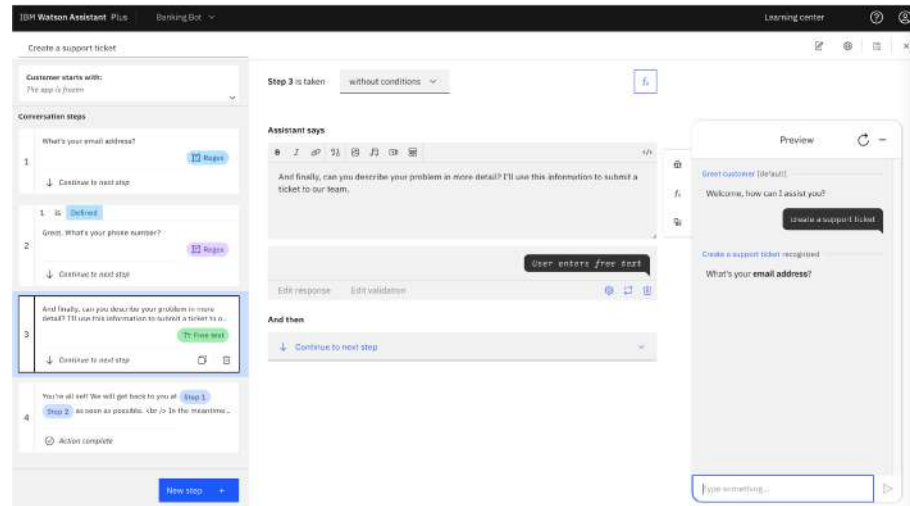 IBM Watson Assistant Plus
Banking Bot
Learning center
Create a support ticket
Customer starts with:
The app is frozen
Conversation steps
1
What's your email address?
Regex
Continue to next step
1 is Defined
2
Great. What's your phone number?
Regex
Continue to next step
3
And finally, can you describe your problem in more
detail? I'll use this information to submit a ticket to o...
Free text
Continue to next step
4
You're all set! We will get back to you at Step 1
Step 2 as soon as possible. <br /> In the meantime...
Action complete
New step +
Step 3 is taken without conditions
fx
Assistant says
B I
</>
And finally, can you describe your problem in more detail? I'll use this information to submit a
ticket to our team.
User enters free text
Edit response Edit validation
And then
Continue to next step
Preview
Greet customer [default]
Welcome, how can I assist you?
create a support ticket
Create a support ticket recognized
What's your email address?
Type something...